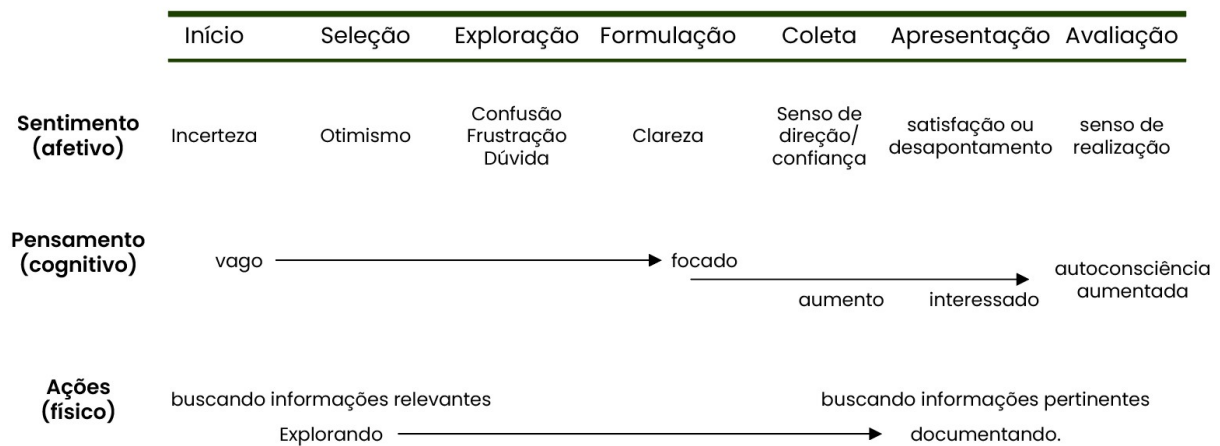 Início Seleção Exploração Formulação Coleta Apresentação Avaliação
Sentimento
(afetivo)
Incerteza
Otimismo
Confusão
Frustração
Dúvida
Clareza
Senso de
direção/
confiança
satisfação ou
desapontamento
senso de
realização
Pensamento
(cognitivo)
vago
focado
aumento
interessado
autoconsciência
aumentada
Ações
(físico)
buscando informações relevantes
buscando informações pertinentes
Explorando
documentando.